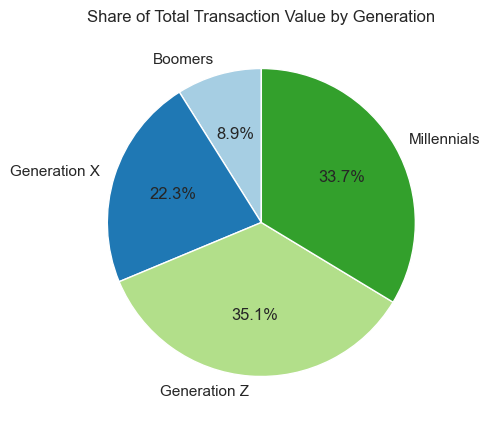 Share of Total Transaction Value by Generation
Boomers
8.9%
Millennials
33.7%
Generation X
22.3%
35.1%
Generation Z